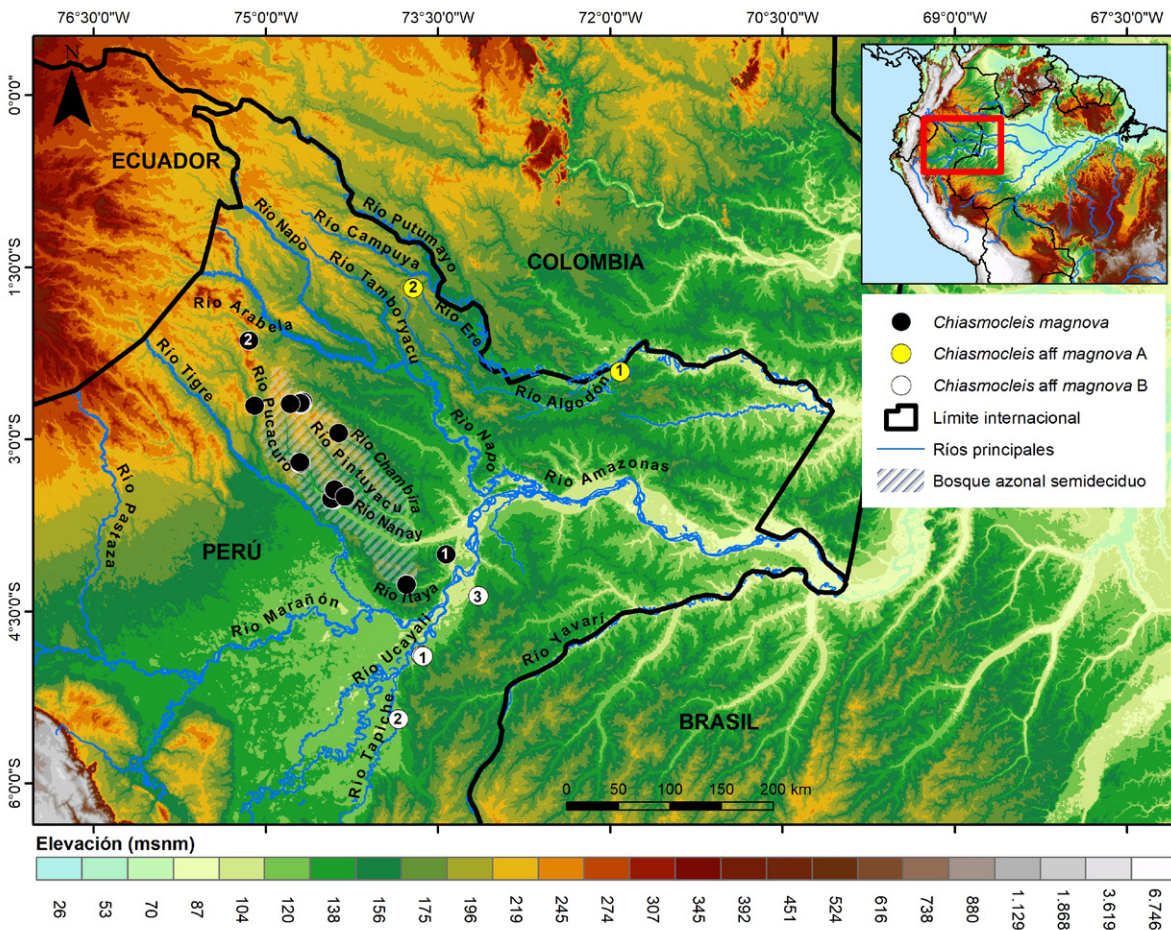 76°30'0"W 75°0'0"W 73°30'0"W 72°0'0"W 70°30'0"W 69°0'0"W 67°30'0"W
0°0'0"
1°30'0"S
3°0'0"S
4°30'0"S
6°0'0"S
N
ECUADOR
COLOMBIA
PERÚ
BRASIL
Río Putumayo
Río Napo
Río Campuya
Río Tamboryacu
Río Ere
Río Arabela
Río Algodón
Río Tigre
Río Pucacuro
Río Pintuyacu
Río Chambira
Río Napo
Río Amazonas
Río Nanay
Río Pastaza
Río Itaya
Río Marañón
Río Ucayali
Río Yavarí
Río Tapiche
2
2
1
1
3
1
2
0 50 100 150 200 km
Chiasmocleis magnova
Chiasmocleis aff magnova A
Chiasmocleis aff magnova B
Límite internacional
Ríos principales
Bosque azonal semideciduo
Elevación (msnm)
26 53 70 87 104 120 138 156 175 196 219 245 274 307 345 392 451 524 616 738 880 1.129 1.868 3.619 6.746